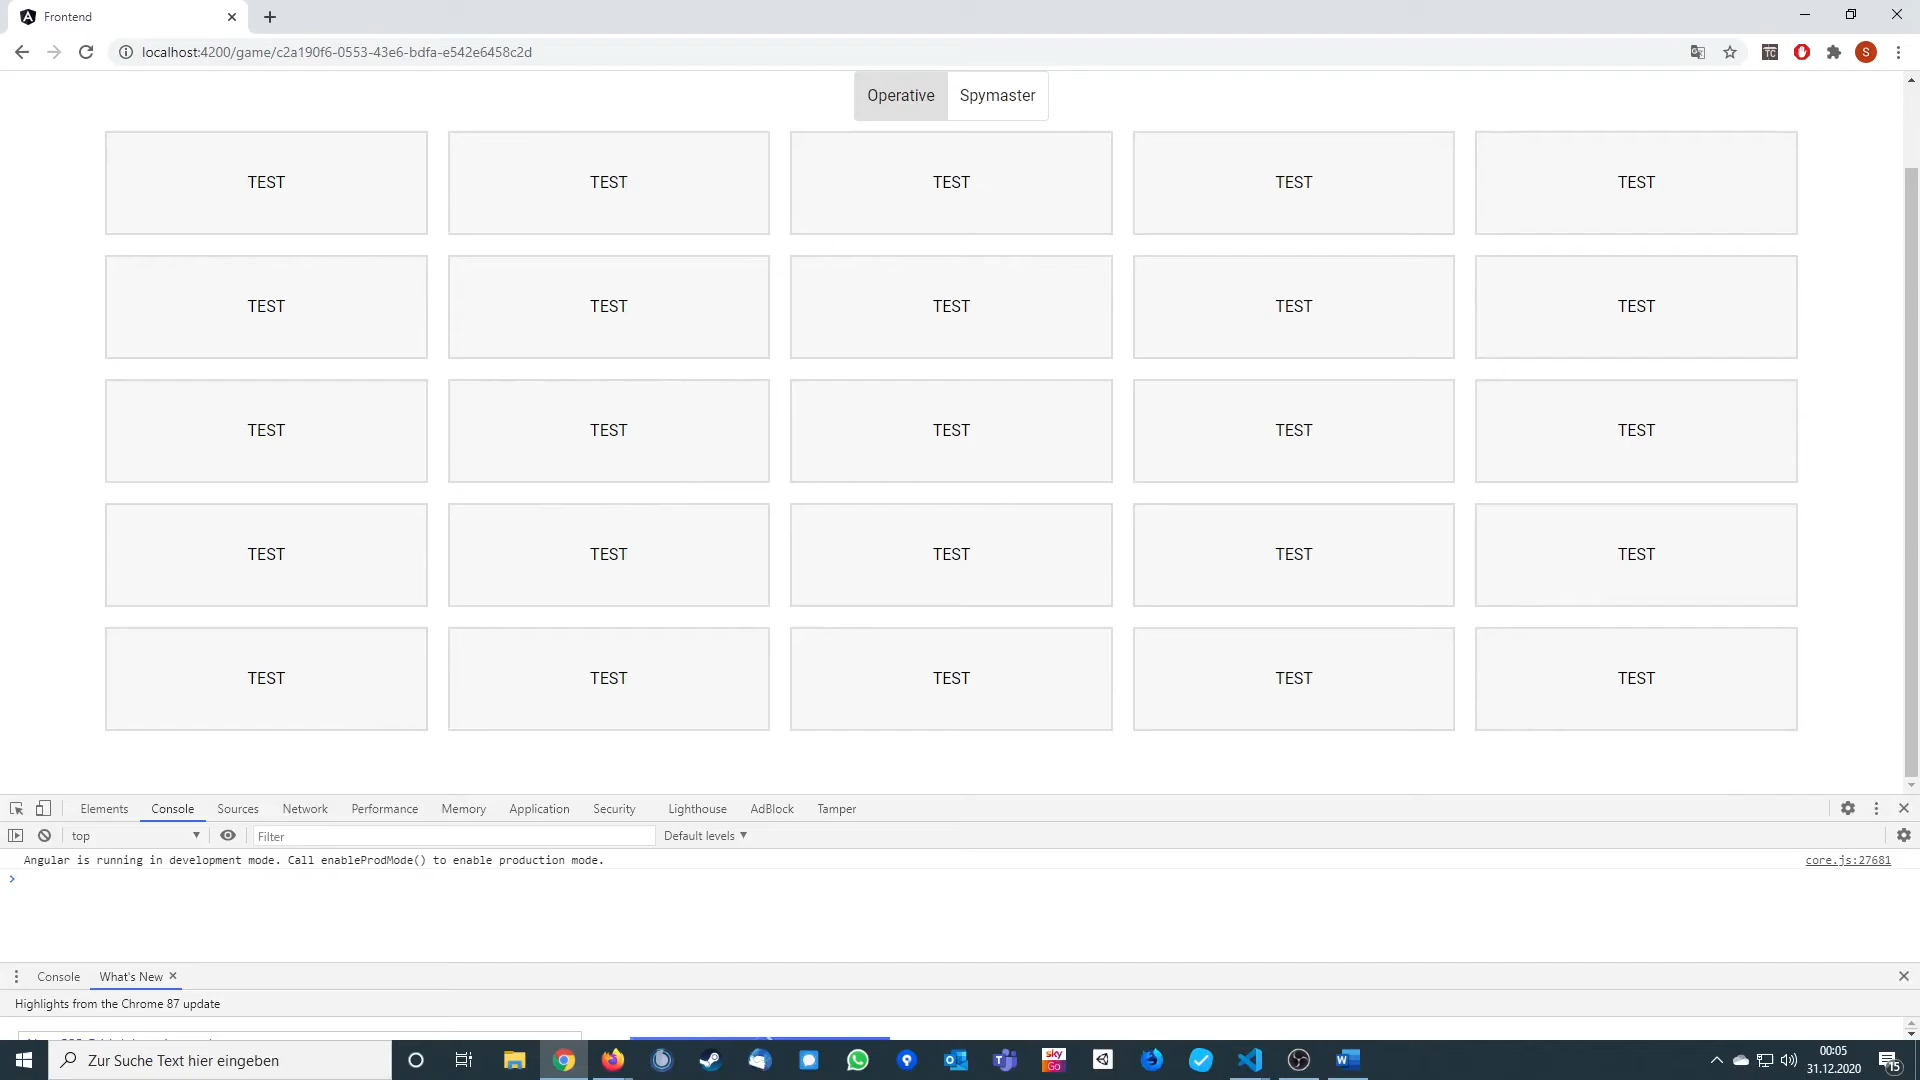 Frontend
localhost:4200/game/c2a190f6-0553-43e6-bdfa-e542e6458c2d
TC
S
Operative Spymaster
TEST TEST TEST TEST TEST
TEST TEST TEST TEST TEST
TEST TEST TEST TEST TEST
TEST TEST TEST TEST TEST
TEST TEST TEST TEST TEST
Elements Console Sources Network Performance Memory Application Security Lighthouse AdBlock Tamper
top Filter Default levels
Angular is running in development mode. Call enableProdMode() to enable production mode. core.js:27681
Console What's New
Highlights from the Chrome 87 update
Zur Suche Text hier eingeben
sky Go
00:05
31.12.2020
15